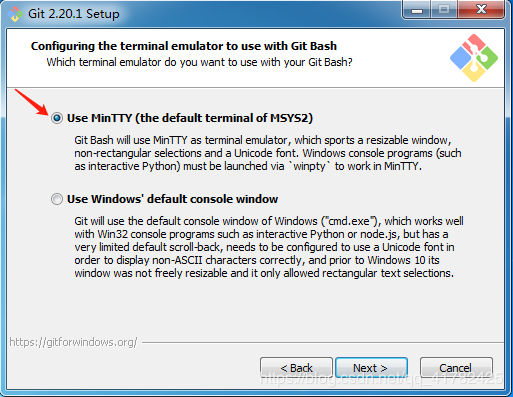 Git 2.20.1 Setup
Configuring the terminal emulator to use with Git Bash
Which terminal emulator do you want to use with your Git Bash?
Use MinTTY (the default terminal of MSYS2)
Git Bash will use MinTTY as terminal emulator, which sports a resizable window,
non-rectangular selections and a Unicode font. Windows console programs (such
as interactive Python) must be launched via `winpty` to work in MinTTY.
Use Windows' default console window
Git will use the default console window of Windows ("cmd.exe"), which works well
with Win32 console programs such as interactive Python or node.js, but has a
very limited default scroll-back, needs to be configured to use a Unicode font in
order to display non-ASCII characters correctly, and prior to Windows 10 its
window was not freely resizable and it only allowed rectangular text selections.
https://gitforwindows.org/
< Back
Next >
Cancel